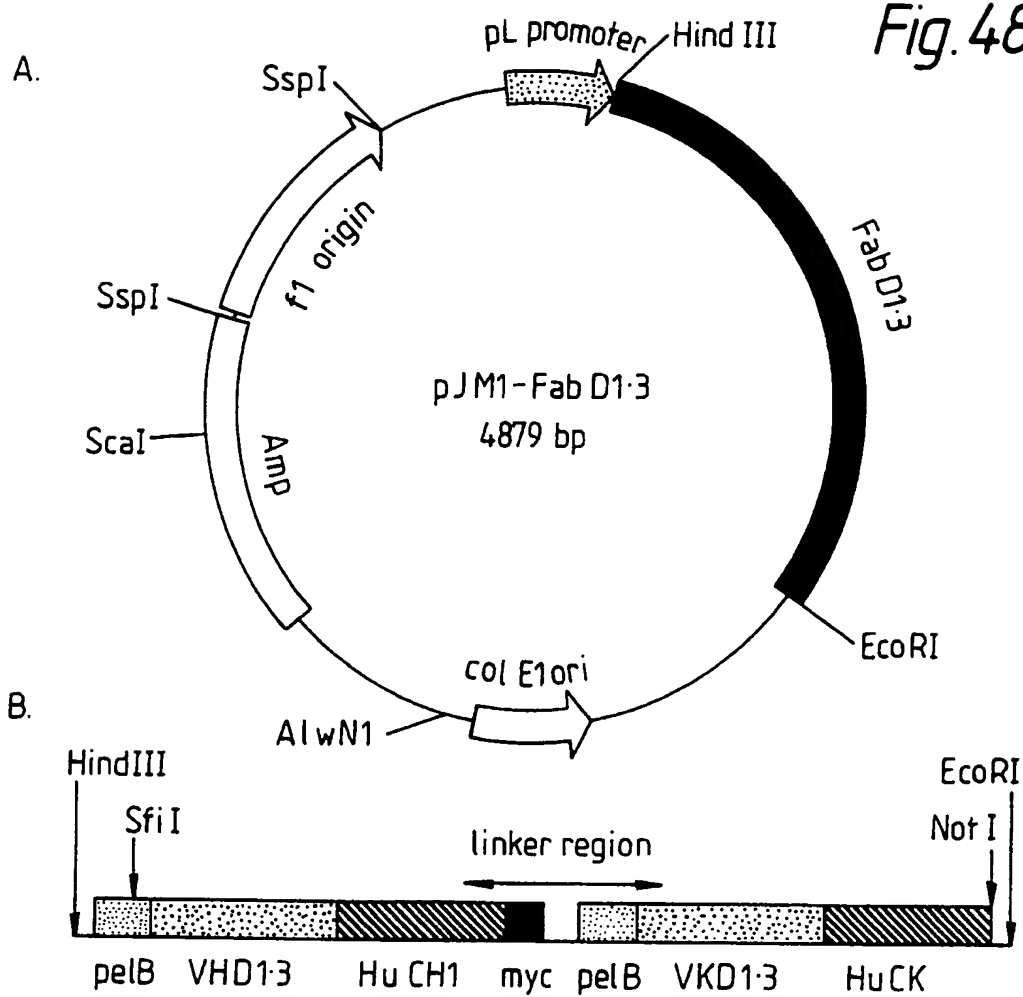 Fig. 48
A.
pL promoter
Hind III
SspI
f1 origin
FabD1·3
SspI
pJM1-Fab D1·3
4879 bp
ScaI
Amp
EcoRI
col E1ori
AlwN1
B.
HindIII
EcoRI
SfiI
Not I
linker region
pelB VHD1·3 Hu CH1 myc pelB VKD1·3 HuCK